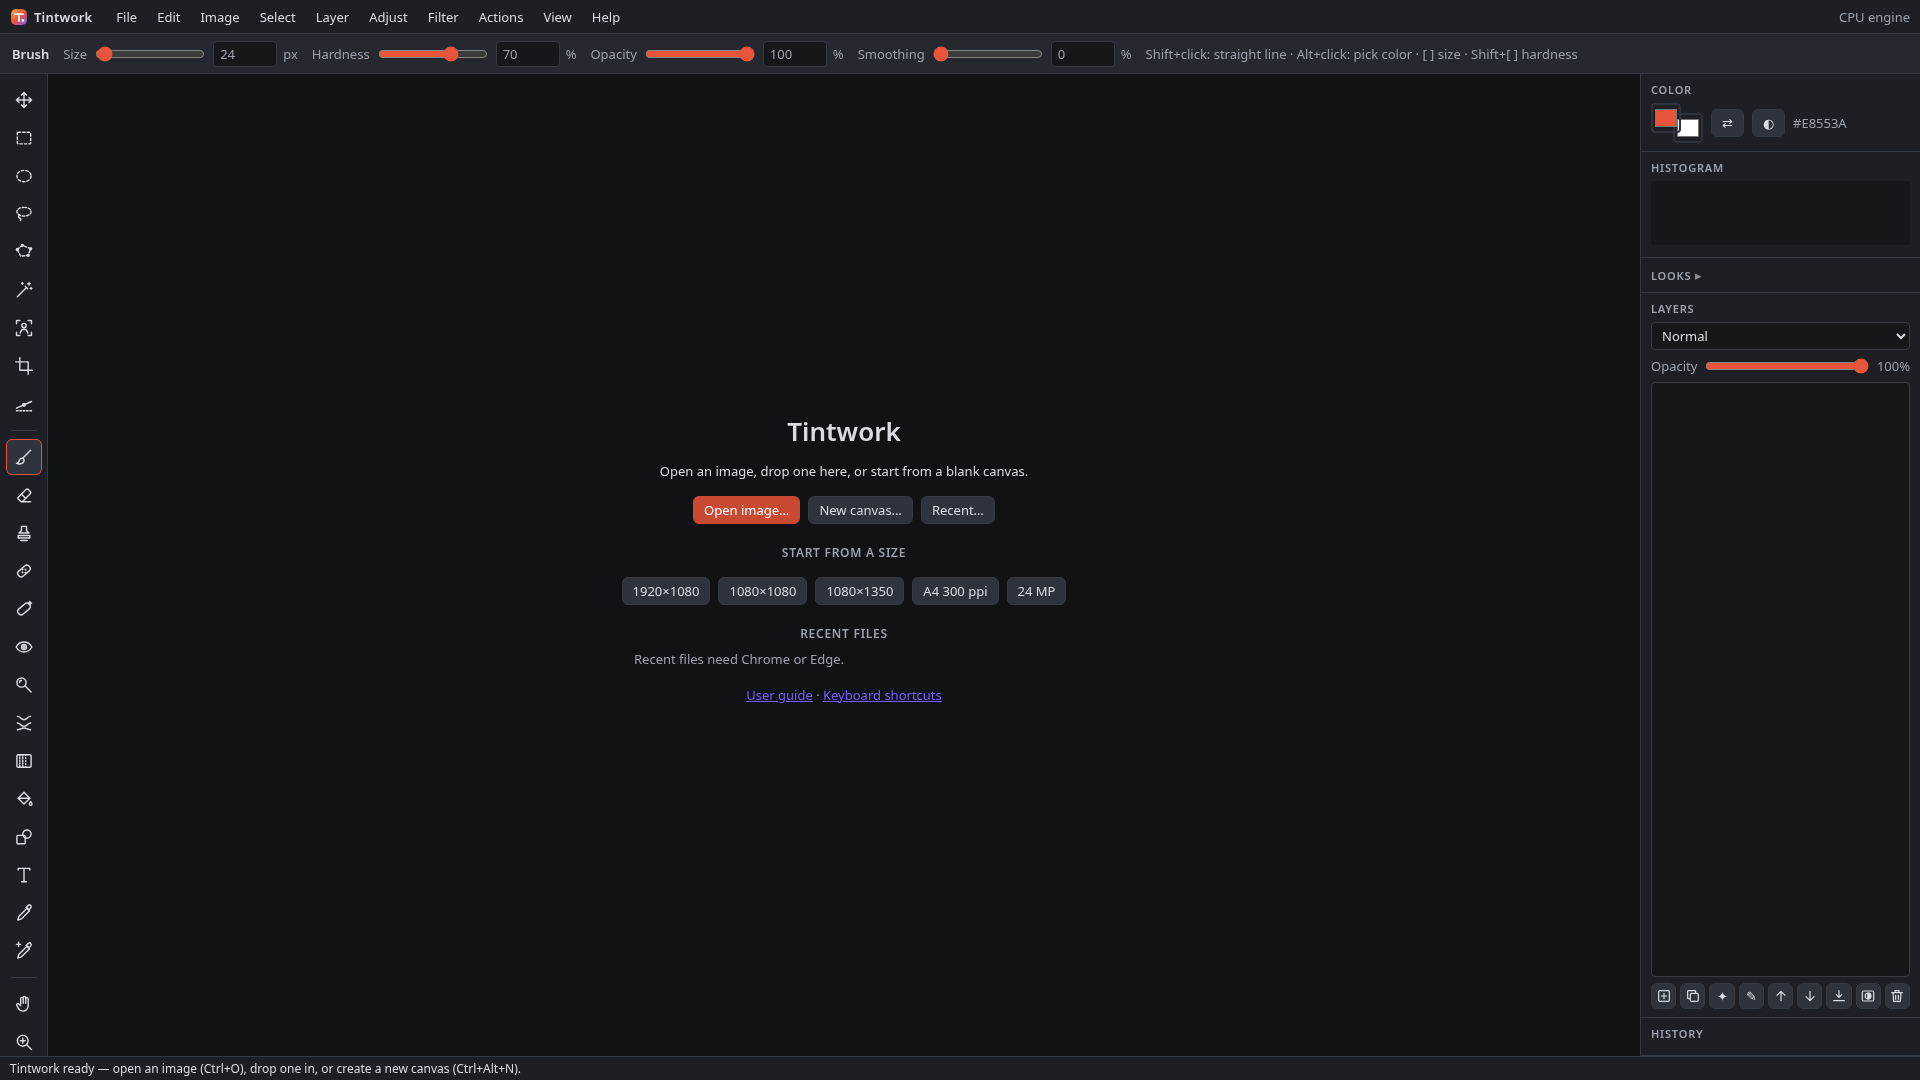 Tintwork File Edit Image Select Layer Adjust Filter Actions View Help CPU engine
Brush Size 24 px Hardness 70 % Opacity 100 % Smoothing 0 % Shift+click: straight line · Alt+click: pick color · [ ] size · Shift+[ ] hardness
COLOR
#E8553A
HISTOGRAM
LOOKS ▸
LAYERS
Normal
Opacity 100%
Tintwork
Open an image, drop one here, or start from a blank canvas.
Open image… New canvas… Recent…
START FROM A SIZE
1920×1080 1080×1080 1080×1350 A4 300 ppi 24 MP
RECENT FILES
Recent files need Chrome or Edge.
User guide · Keyboard shortcuts
HISTORY
Tintwork ready — open an image (Ctrl+O), drop one in, or create a new canvas (Ctrl+Alt+N).